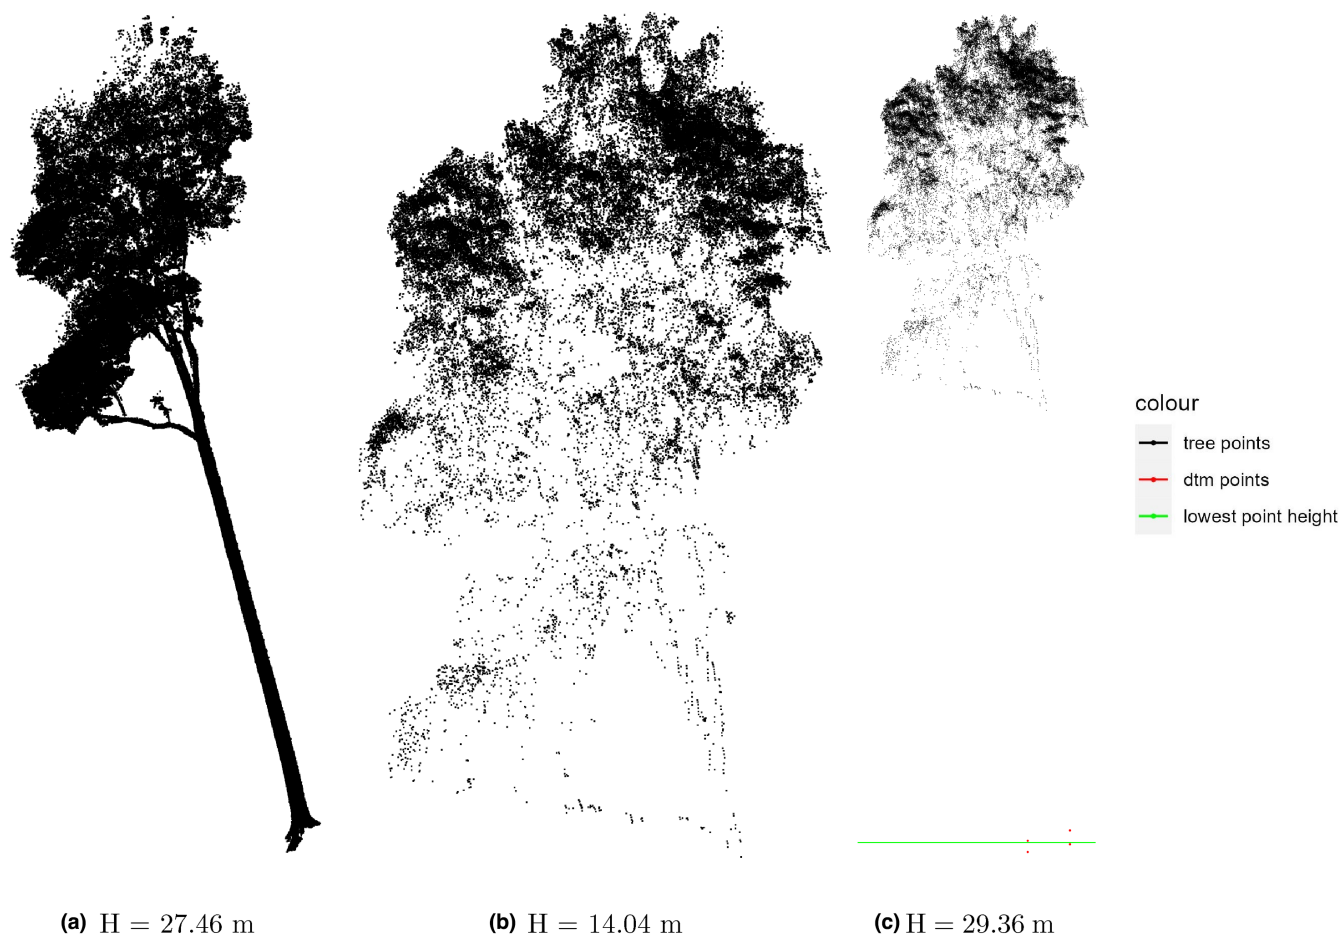 colour
tree points
dtm points
lowest point height
(a) H = 27.46 m
(b) H = 14.04 m
(c) H = 29.36 m